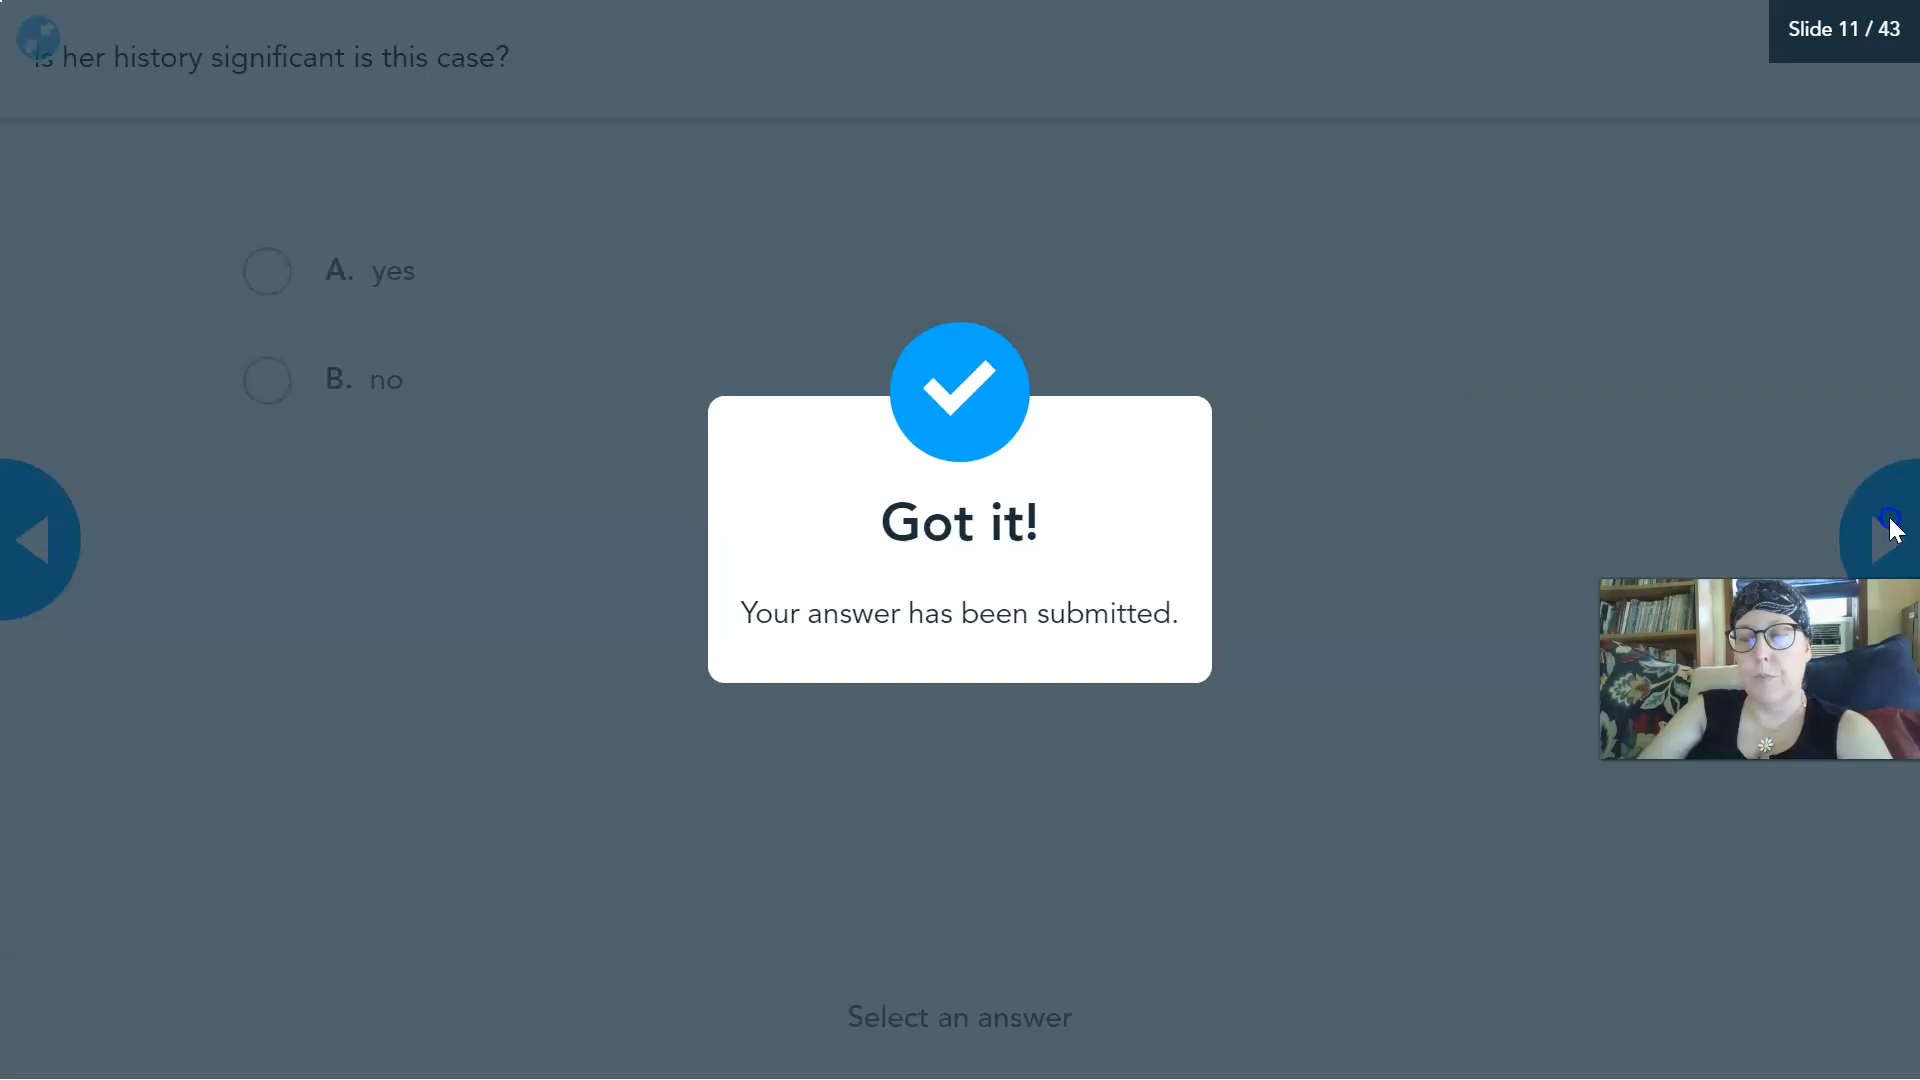 Is her history significant is this case?
Slide 11 / 43
A. yes
B. no
Got it!
Your answer has been submitted.
Select an answer